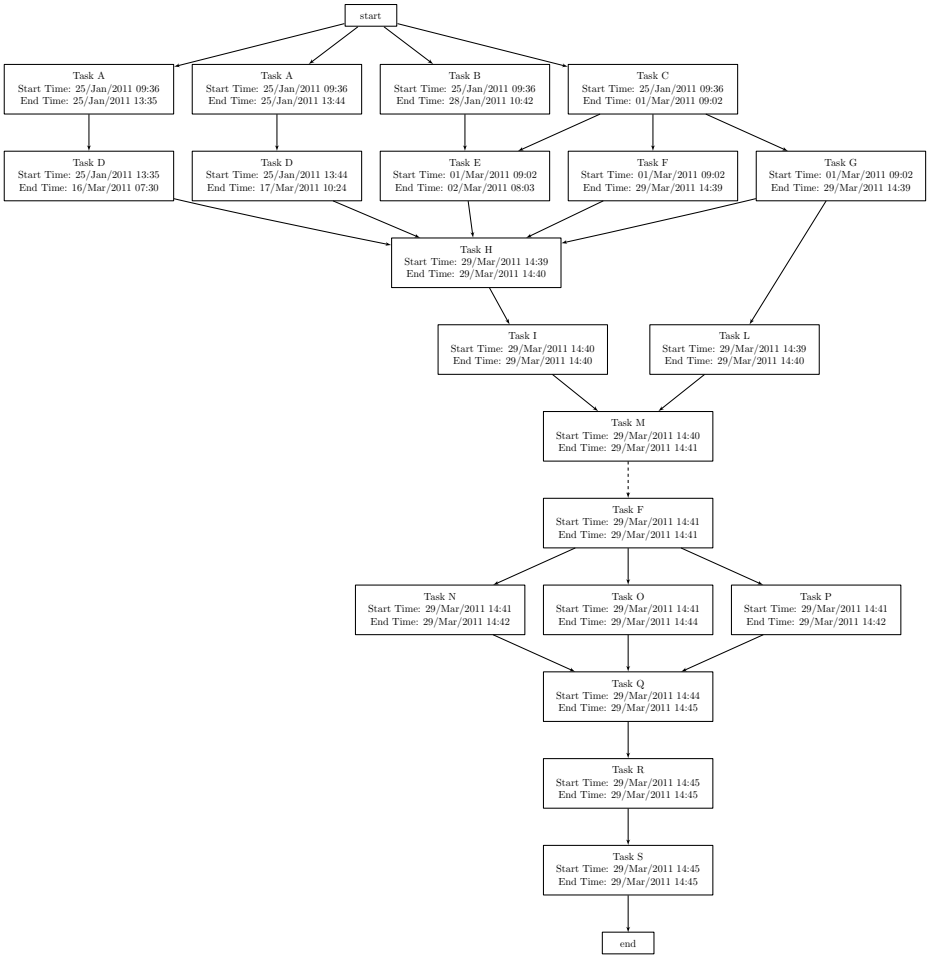 start
Task A
Start Time: 25/Jan/2011 09:36
End Time: 25/Jan/2011 13:35
Task A
Start Time: 25/Jan/2011 09:36
End Time: 25/Jan/2011 13:44
Task B
Start Time: 25/Jan/2011 09:36
End Time: 28/Jan/2011 10:42
Task C
Start Time: 25/Jan/2011 09:36
End Time: 01/Mar/2011 09:02
Task D
Start Time: 25/Jan/2011 13:35
End Time: 16/Mar/2011 07:30
Task D
Start Time: 25/Jan/2011 13:44
End Time: 17/Mar/2011 10:24
Task E
Start Time: 01/Mar/2011 09:02
End Time: 02/Mar/2011 08:03
Task F
Start Time: 01/Mar/2011 09:02
End Time: 29/Mar/2011 14:39
Task G
Start Time: 01/Mar/2011 09:02
End Time: 29/Mar/2011 14:39
Task H
Start Time: 29/Mar/2011 14:39
End Time: 29/Mar/2011 14:40
Task I
Start Time: 29/Mar/2011 14:40
End Time: 29/Mar/2011 14:40
Task L
Start Time: 29/Mar/2011 14:39
End Time: 29/Mar/2011 14:40
Task M
Start Time: 29/Mar/2011 14:40
End Time: 29/Mar/2011 14:41
Task F
Start Time: 29/Mar/2011 14:41
End Time: 29/Mar/2011 14:41
Task N
Start Time: 29/Mar/2011 14:41
End Time: 29/Mar/2011 14:42
Task O
Start Time: 29/Mar/2011 14:41
End Time: 29/Mar/2011 14:44
Task P
Start Time: 29/Mar/2011 14:41
End Time: 29/Mar/2011 14:42
Task Q
Start Time: 29/Mar/2011 14:44
End Time: 29/Mar/2011 14:45
Task R
Start Time: 29/Mar/2011 14:45
End Time: 29/Mar/2011 14:45
Task S
Start Time: 29/Mar/2011 14:45
End Time: 29/Mar/2011 14:45
end